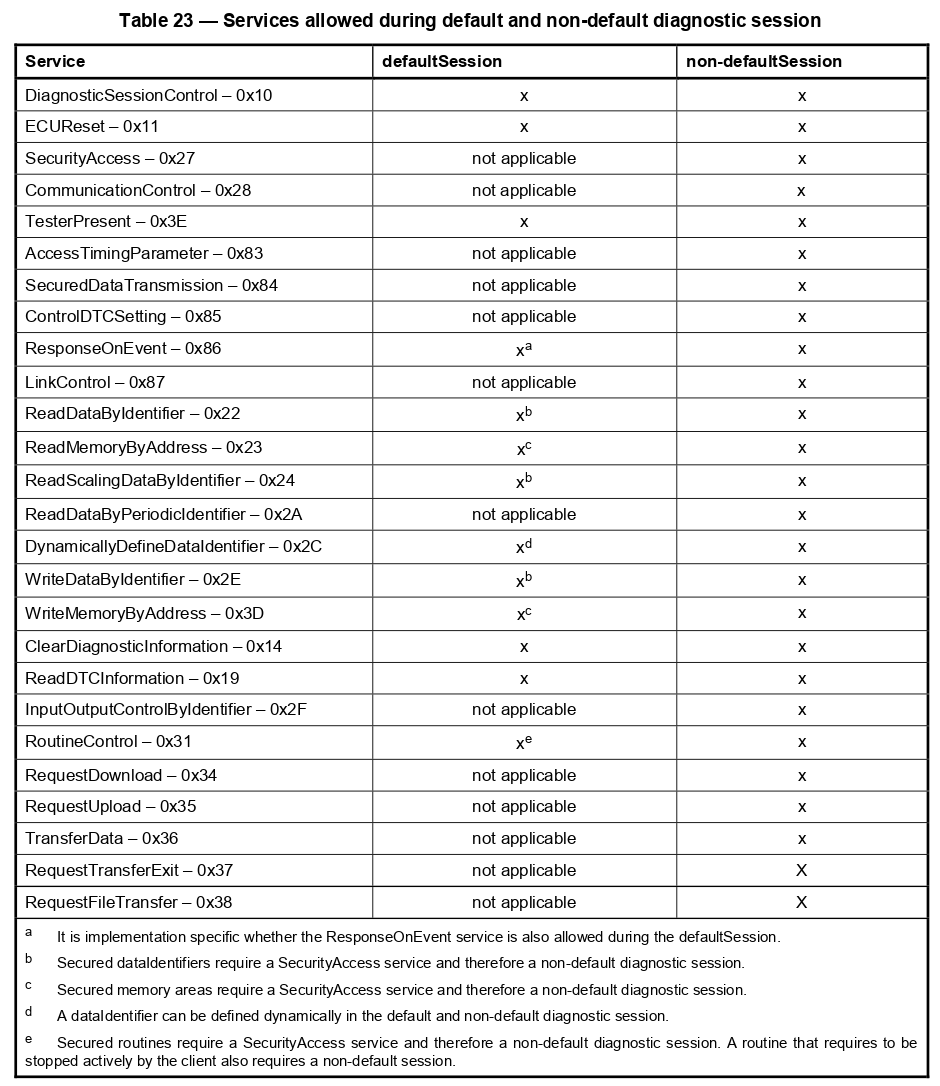 Table 23 — Services allowed during default and non-default diagnostic session
Service defaultSession non-defaultSession
DiagnosticSessionControl – 0x10 x x
ECUReset – 0x11 x x
SecurityAccess – 0x27 not applicable x
CommunicationControl – 0x28 not applicable x
TesterPresent – 0x3E x x
AccessTimingParameter – 0x83 not applicable x
SecuredDataTransmission – 0x84 not applicable x
ControlDTCSetting – 0x85 not applicable x
ResponseOnEvent – 0x86 xᵃ x
LinkControl – 0x87 not applicable x
ReadDataByIdentifier – 0x22 xᵇ x
ReadMemoryByAddress – 0x23 xᶜ x
ReadScalingDataByIdentifier – 0x24 xᵇ x
ReadDataByPeriodicIdentifier – 0x2A not applicable x
DynamicallyDefineDataIdentifier – 0x2C xᵈ x
WriteDataByIdentifier – 0x2E xᵇ x
WriteMemoryByAddress – 0x3D xᶜ x
ClearDiagnosticInformation – 0x14 x x
ReadDTCInformation – 0x19 x x
InputOutputControlByIdentifier – 0x2F not applicable x
RoutineControl – 0x31 xᵉ x
RequestDownload – 0x34 not applicable x
RequestUpload – 0x35 not applicable x
TransferData – 0x36 not applicable x
RequestTransferExit – 0x37 not applicable X
RequestFileTransfer – 0x38 not applicable X
ᵃ It is implementation specific whether the ResponseOnEvent service is also allowed during the defaultSession.
ᵇ Secured dataIdentifiers require a SecurityAccess service and therefore a non-default diagnostic session.
ᶜ Secured memory areas require a SecurityAccess service and therefore a non-default diagnostic session.
ᵈ A dataIdentifier can be defined dynamically in the default and non-default diagnostic session.
ᵉ Secured routines require a SecurityAccess service and therefore a non-default diagnostic session. A routine that requires to be
stopped actively by the client also requires a non-default session.